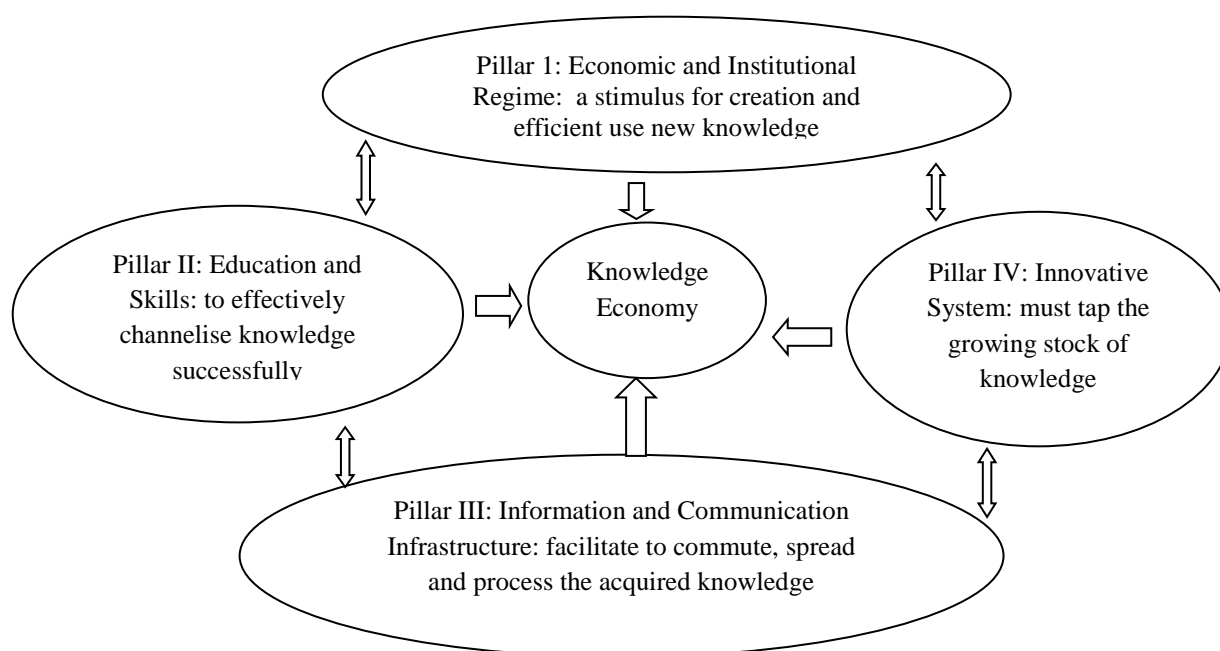 Pillar 1: Economic and Institutional
Regime: a stimulus for creation and
efficient use new knowledge
Pillar II: Education and
Skills: to effectively
channelise knowledge
successfully
Knowledge
Economy
Pillar IV: Innovative
System: must tap the
growing stock of
knowledge
Pillar III: Information and Communication
Infrastructure: facilitate to commute, spread
and process the acquired knowledge